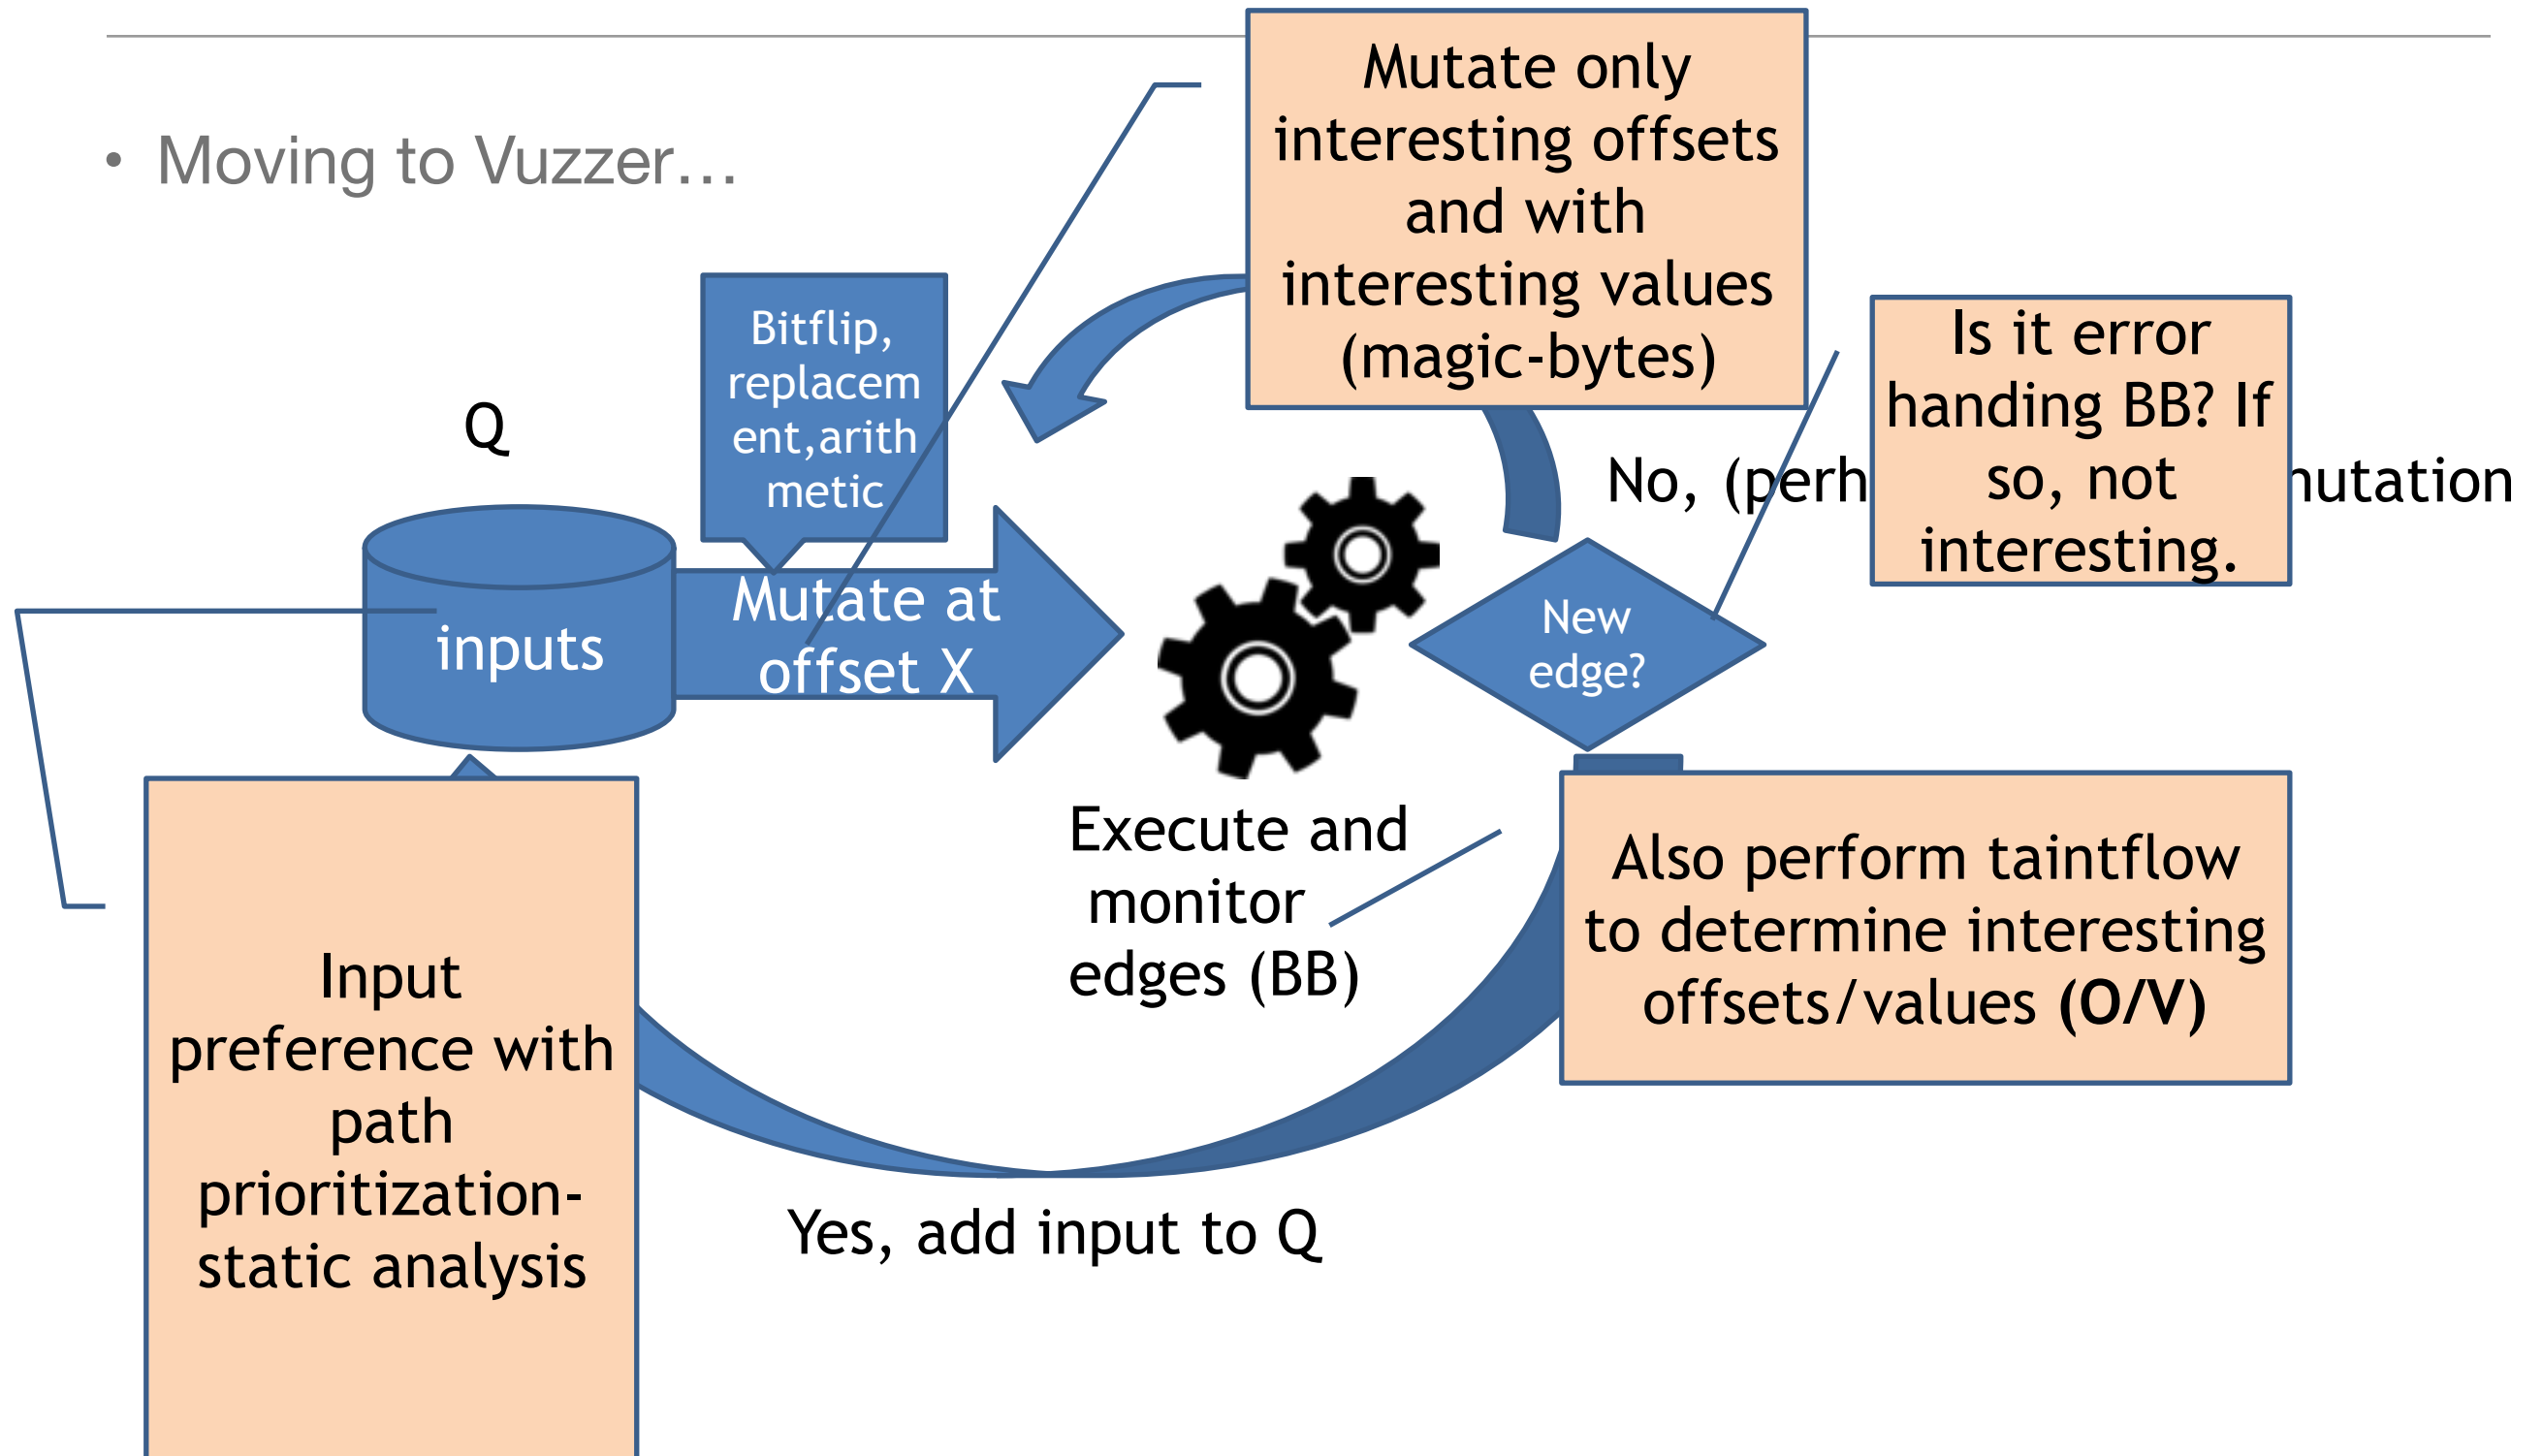 • Moving to Vuzzer…
Mutate only
interesting offsets
and with
interesting values
(magic-bytes)
Bitflip,
replacem
ent,arith
metic
Q
Is it error
handing BB? If
so, not
interesting.
No, (perh
inputs
Mutate at
offset X
New
edge?
Execute and
monitor
edges (BB)
Also perform taintflow
to determine interesting
offsets/values (O/V)
Input
preference with
path
prioritization-
static analysis
Yes, add input to Q